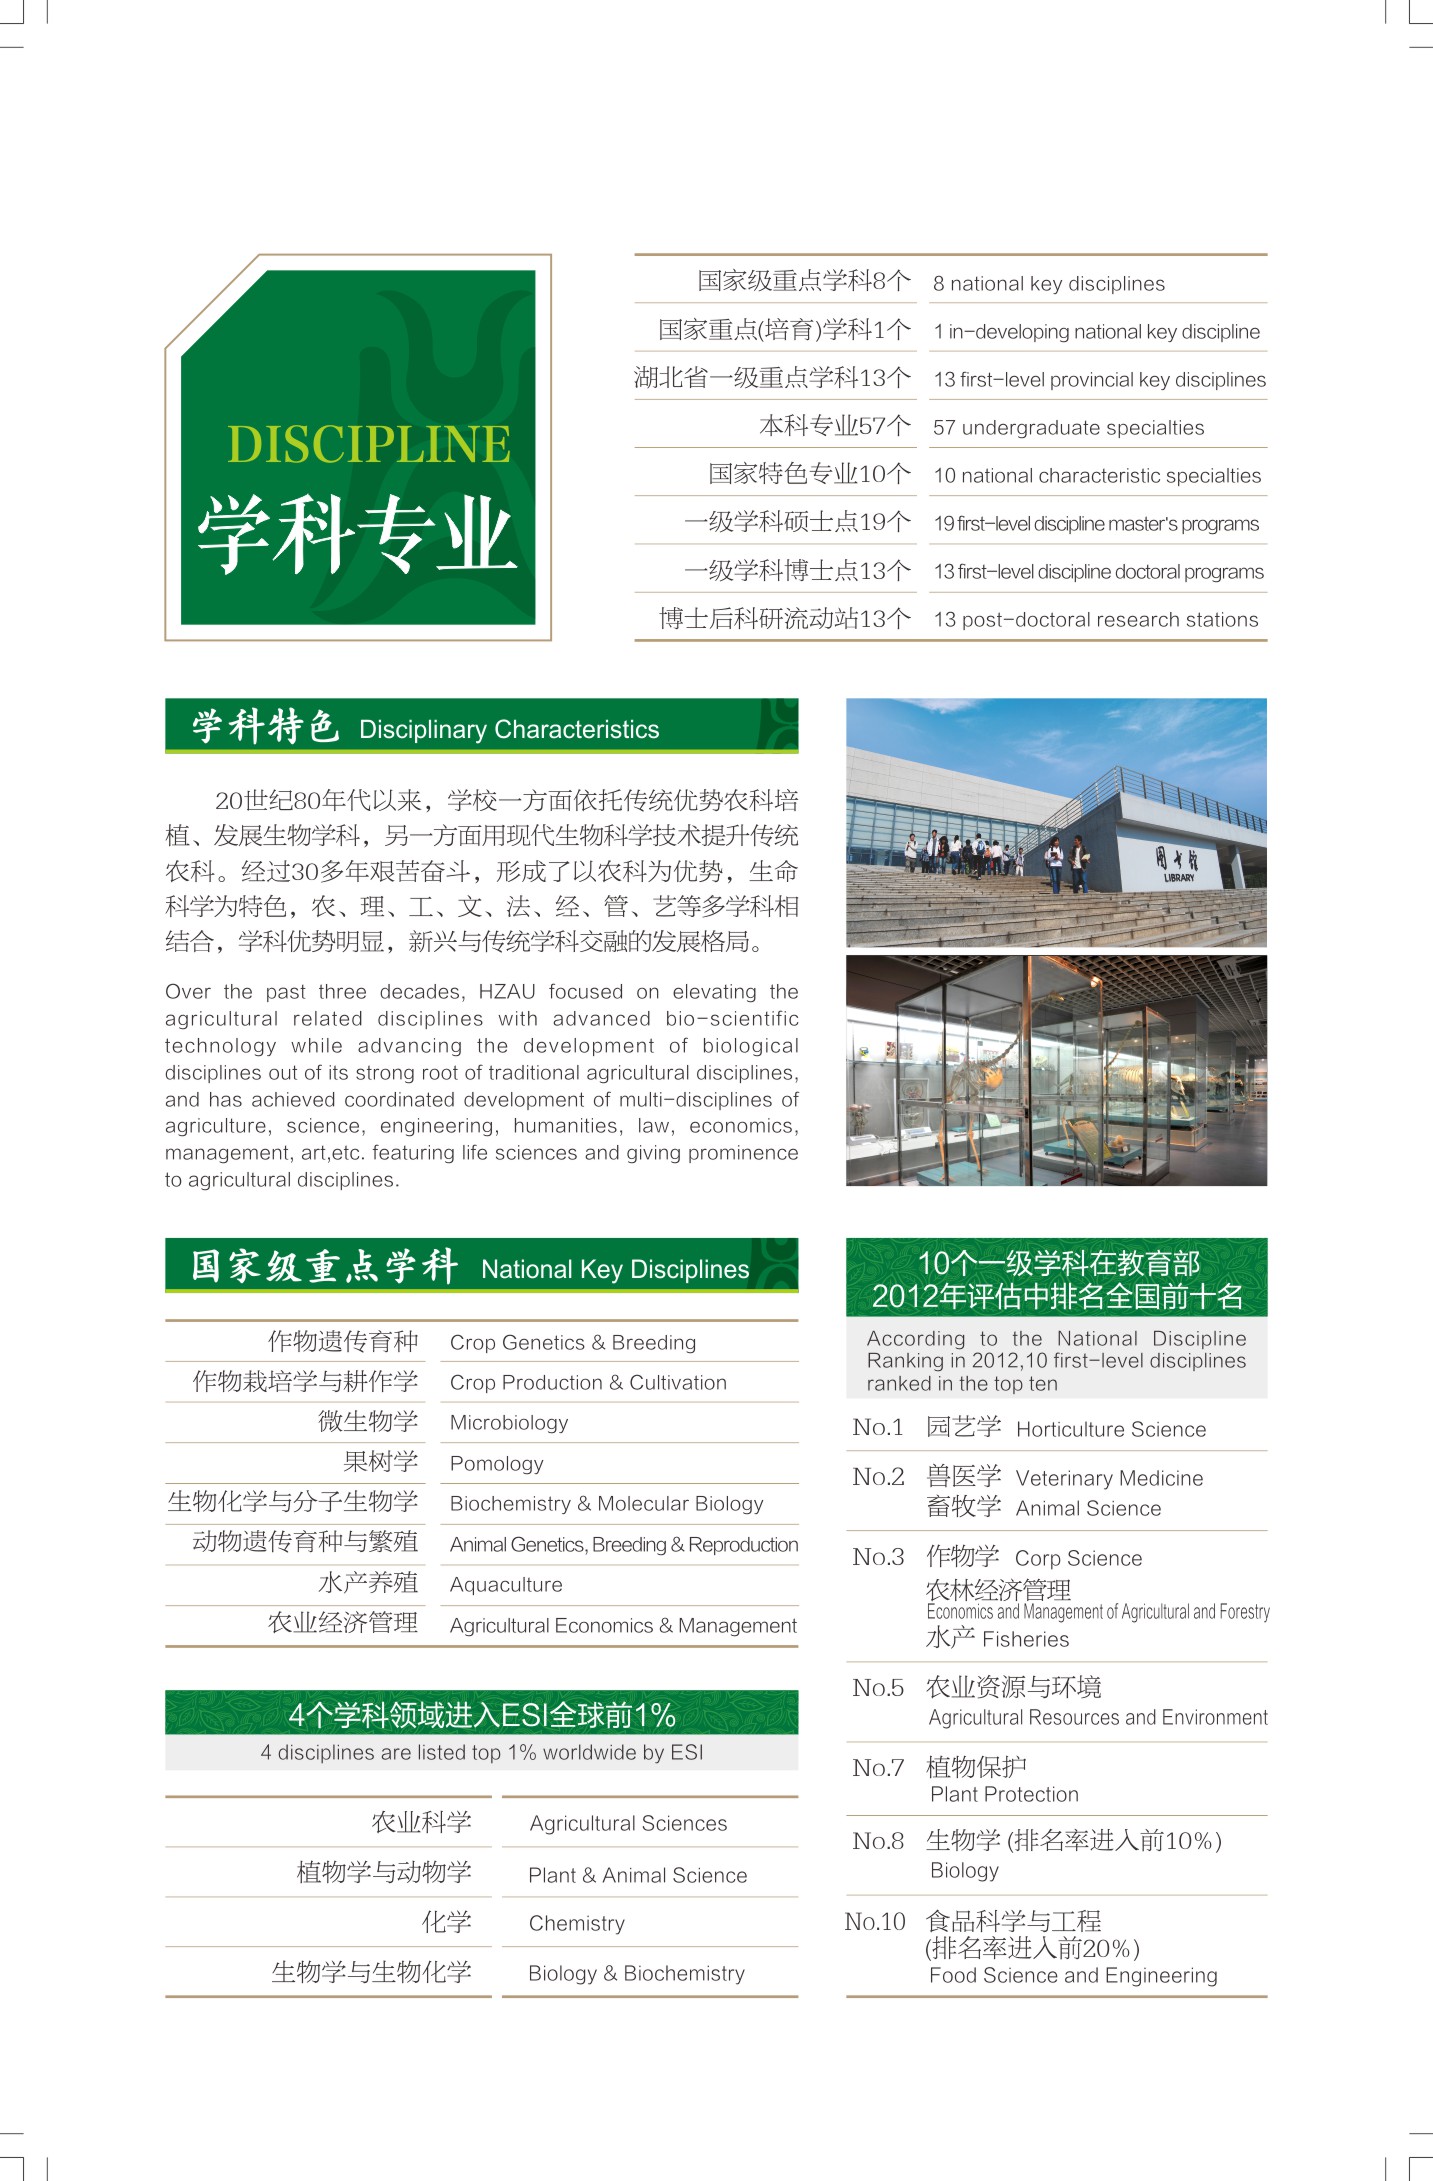 DISCIPLINE
学科专业
国家级重点学科8个 8 national key disciplines
国家重点(培育)学科1个 1 in-developing national key discipline
湖北省一级重点学科13个 13 first-level provincial key disciplines
本科专业57个 57 undergraduate specialties
国家特色专业10个 10 national characteristic specialties
一级学科硕士点19个 19 first-level discipline master's programs
一级学科博士点13个 13 first-level discipline doctoral programs
博士后科研流动站13个 13 post-doctoral research stations
学科特色 Disciplinary Characteristics
20世纪80年代以来，学校一方面依托传统优势农科培
植、发展生物学科，另一方面用现代生物科学技术提升传统
农科。经过30多年艰苦奋斗，形成了以农科为优势，生命
科学为特色，农、理、工、文、法、经、管、艺等多学科相
结合，学科优势明显，新兴与传统学科交融的发展格局。
Over the past three decades, HZAU focused on elevating the
agricultural related disciplines with advanced bio-scientific
technology while advancing the development of biological
disciplines out of its strong root of traditional agricultural disciplines,
and has achieved coordinated development of multi-disciplines of
agriculture, science, engineering, humanities, law, economics,
management, art,etc. featuring life sciences and giving prominence
to agricultural disciplines.
图书馆
LIBRARY
国家级重点学科 National Key Disciplines
作物遗传育种 Crop Genetics & Breeding
作物栽培学与耕作学 Crop Production & Cultivation
微生物学 Microbiology
果树学 Pomology
生物化学与分子生物学 Biochemistry & Molecular Biology
动物遗传育种与繁殖 Animal Genetics, Breeding & Reproduction
水产养殖 Aquaculture
农业经济管理 Agricultural Economics & Management
4个学科领域进入ESI全球前1%
4 disciplines are listed top 1% worldwide by ESI
农业科学 Agricultural Sciences
植物学与动物学 Plant & Animal Science
化学 Chemistry
生物学与生物化学 Biology & Biochemistry
10个一级学科在教育部
2012年评估中排名全国前十名
According to the National Discipline
Ranking in 2012,10 first-level disciplines
ranked in the top ten
No.1 园艺学 Horticulture Science
No.2 兽医学 Veterinary Medicine
畜牧学 Animal Science
No.3 作物学 Corp Science
农林经济管理
Economics and Management of Agricultural and Forestry
水产 Fisheries
No.5 农业资源与环境
Agricultural Resources and Environment
No.7 植物保护
Plant Protection
No.8 生物学 (排名率进入前10%)
Biology
No.10 食品科学与工程
(排名率进入前20%)
Food Science and Engineering